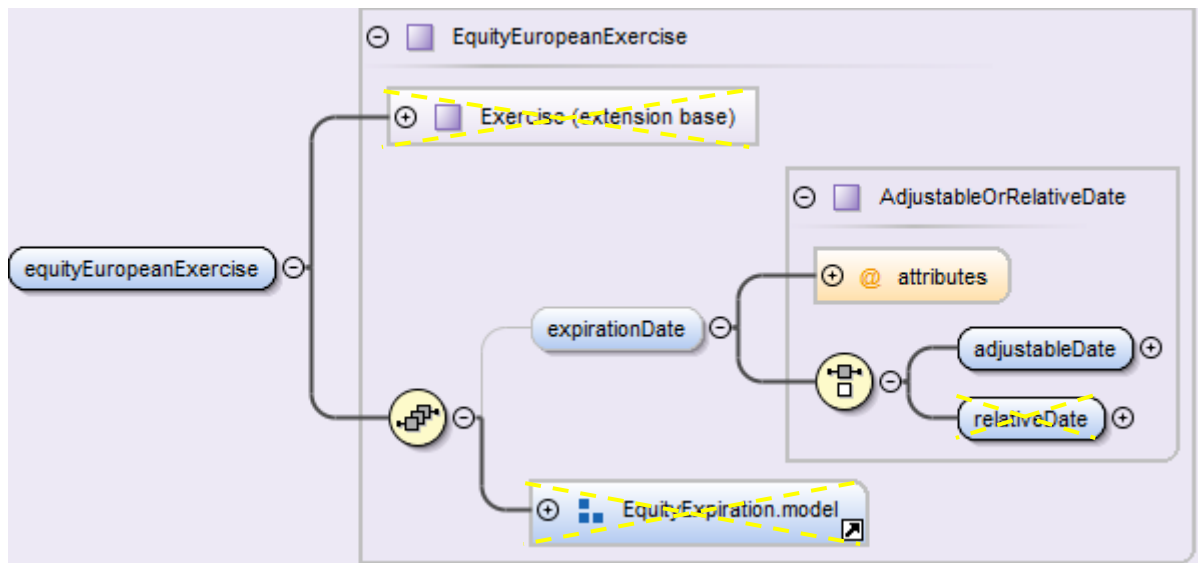 EquityEuropeanExercise
Exercise (extension base)
AdjustableOrRelativeDate
equityEuropeanExercise
@ attributes
expirationDate
adjustableDate
relativeDate
EquityExpiration.model